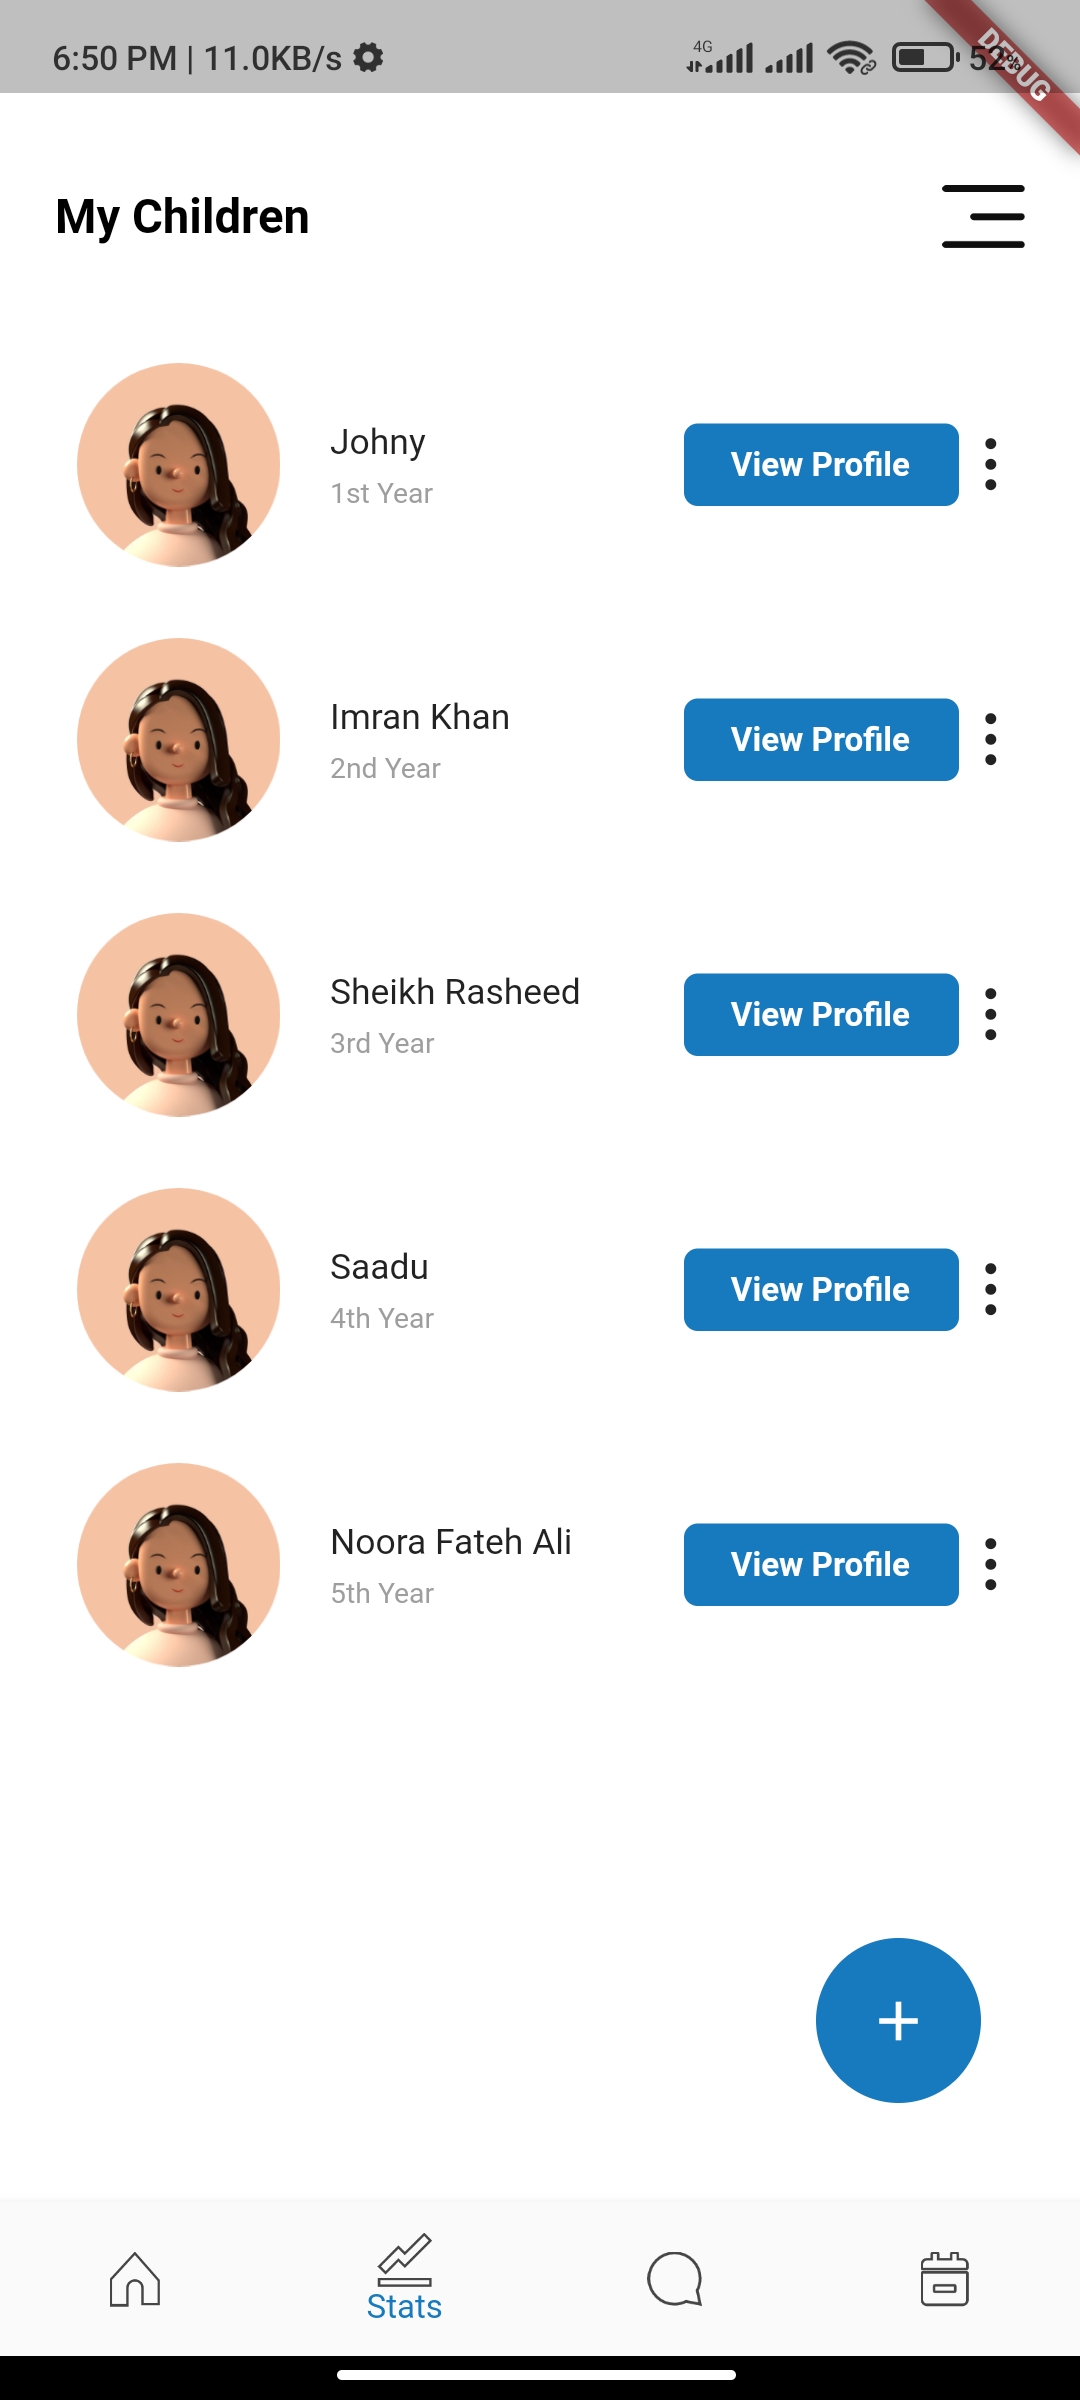 6:50 PM | 11.0KB/s
4G
DEBUG
My Children
Johny
1st Year
View Profile
Imran Khan
2nd Year
View Profile
Sheikh Rasheed
3rd Year
View Profile
Saadu
4th Year
View Profile
Noora Fateh Ali
5th Year
View Profile
Stats